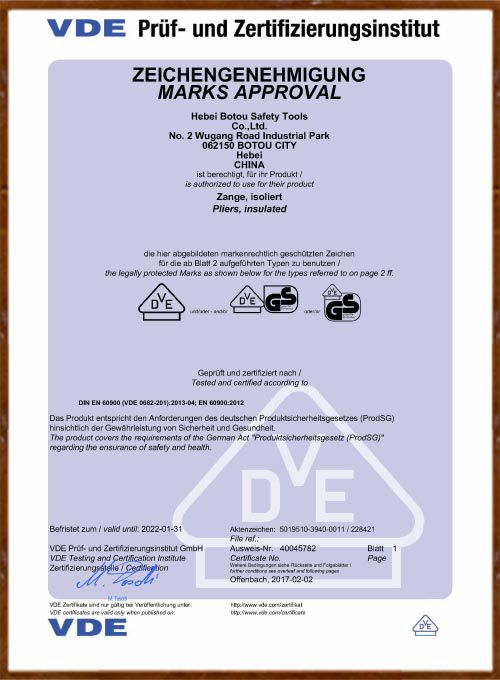 VDE Prüf- und Zertifizierungsinstitut
ZEICHENGENEHMIGUNG
MARKS APPROVAL
Hebei Botou Safety Tools
Co.,Ltd.
No. 2 Wugang Road Industrial Park
062150 BOTOU CITY
Hebei
CHINA
ist berechtigt, für ihr Produkt /
is authorized to use for their product
Zange, isoliert
Pliers, insulated
die hier abgebildeten markenrechtlich geschützten Zeichen
für die ab Blatt 2 aufgeführten Typen zu benutzen /
the legally protected Marks as shown below for the types referred to on page 2 ff.
DVE und/oder - and/or DVE GS oder/or DVE GS
Geprüft und zertifiziert nach /
Tested and certified according to
DIN EN 60900 (VDE 0682-201):2013-04; EN 60900:2012
Das Produkt entspricht den Anforderungen des deutschen Produktsicherheitsgesetzes (ProdSG)
hinsichtlich der Gewährleistung von Sicherheit und Gesundheit.
The product covers the requirements of the German Act "Produktsicherheitsgesetz (ProdSG)"
regarding the ensurance of safety and health.
DVE
Befristet zum / valid until: 2022-01-31
Aktenzeichen: 5019510-3940-0011 / 228421
File ref.:
VDE Prüf- und Zertifizierungsinstitut GmbH
Ausweis-Nr. 40045782 Blatt 1
VDE Testing and Certification Institute
Certificate No. Page
Zertifizierungsstelle / Certification
Weitere Bedingungen siehe Rückseite und Folgeblätter /
further conditions see overleaf and following pages
Offenbach, 2017-02-02
VDE Zertifikate sind nur gültig bei Veröffentlichung unter: http://www.vde.com/zertifikat
VDE certificates are valid only when published on: http://www.vde.com/certificate
VDE
DVE